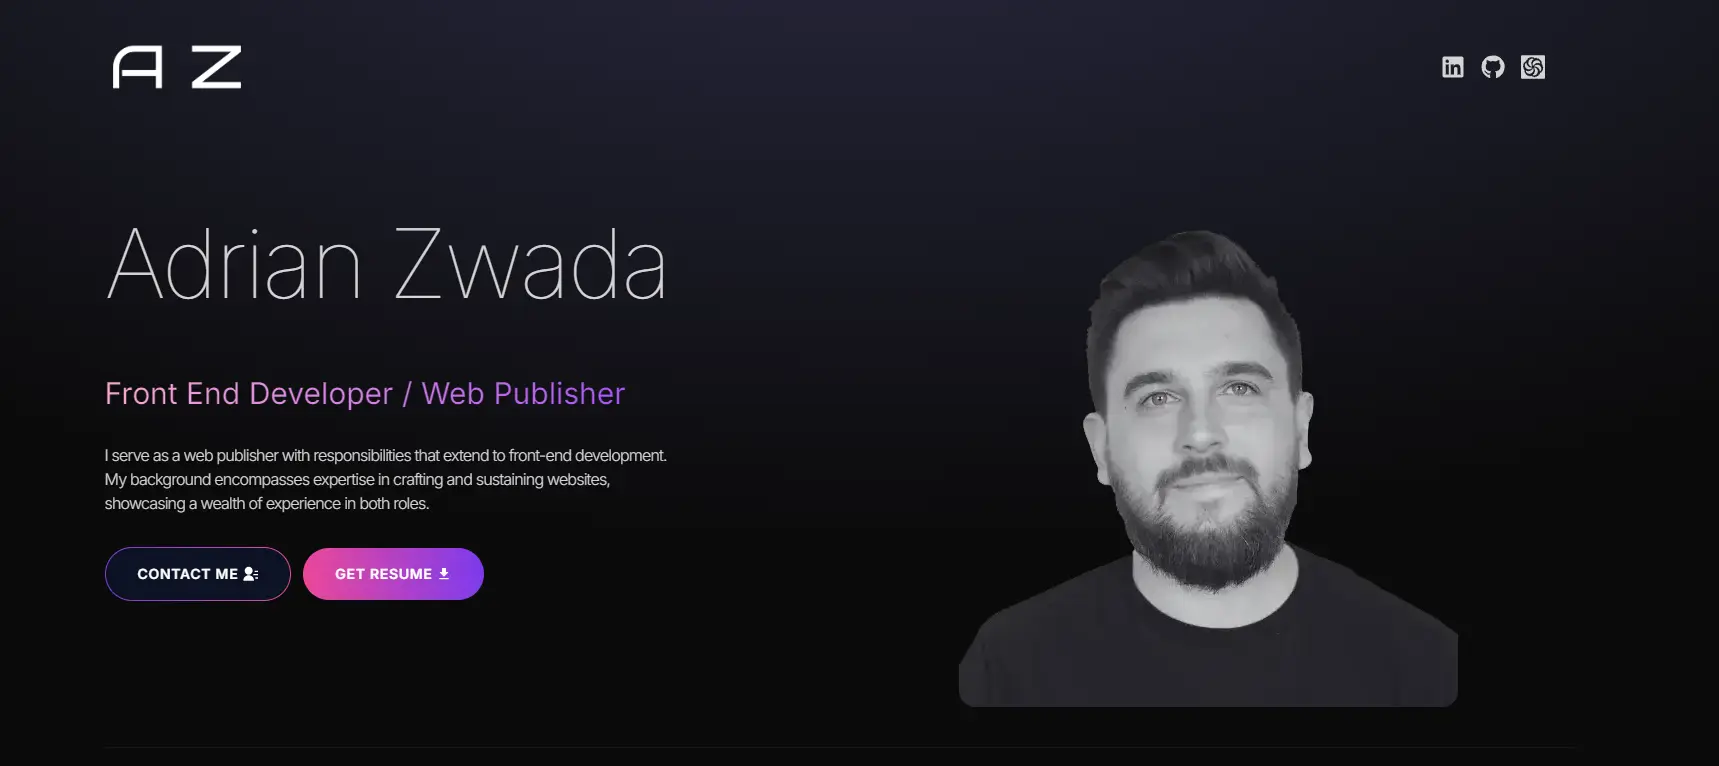 A Z
in
Adrian Zwada
Front End Developer / Web Publisher
I serve as a web publisher with responsibilities that extend to front-end development.
My background encompasses expertise in crafting and sustaining websites,
showcasing a wealth of experience in both roles.
CONTACT ME
GET RESUME